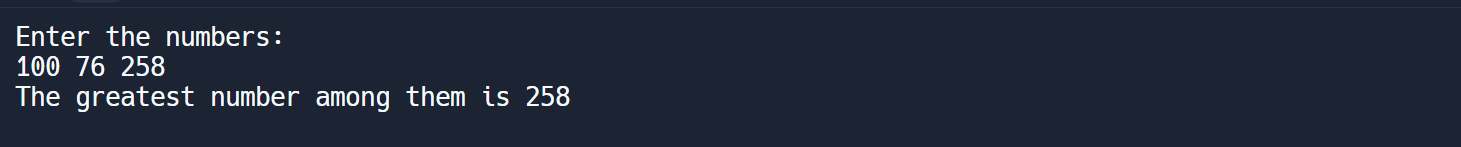 Enter the numbers:
100 76 258
The greatest number among them is 258